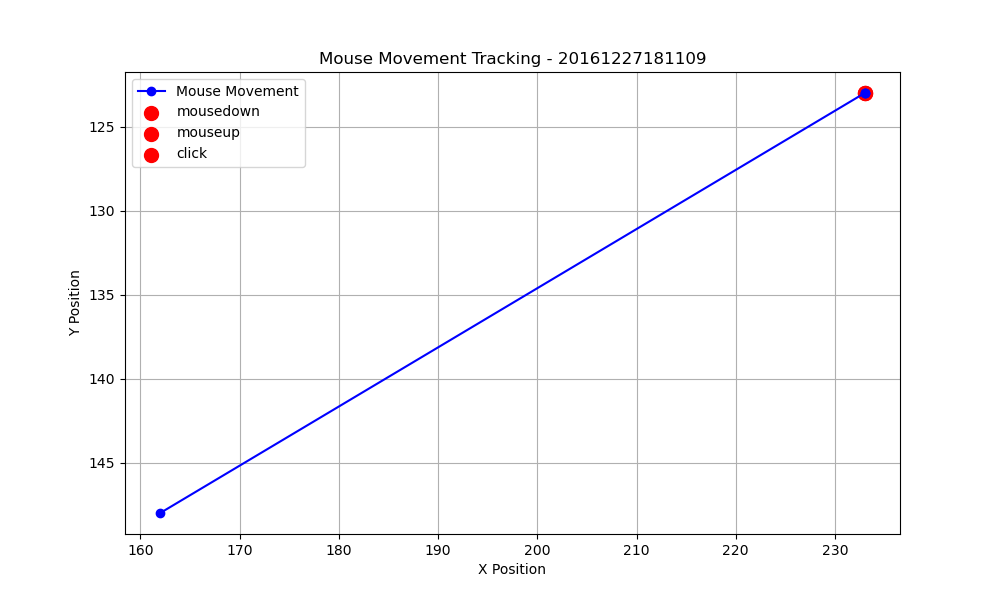 Mouse Movement Tracking - 20161227181109
Mouse Movement
mousedown
mouseup
click
125
130
135
140
145
Y Position
160 170 180 190 200 210 220 230
X Position